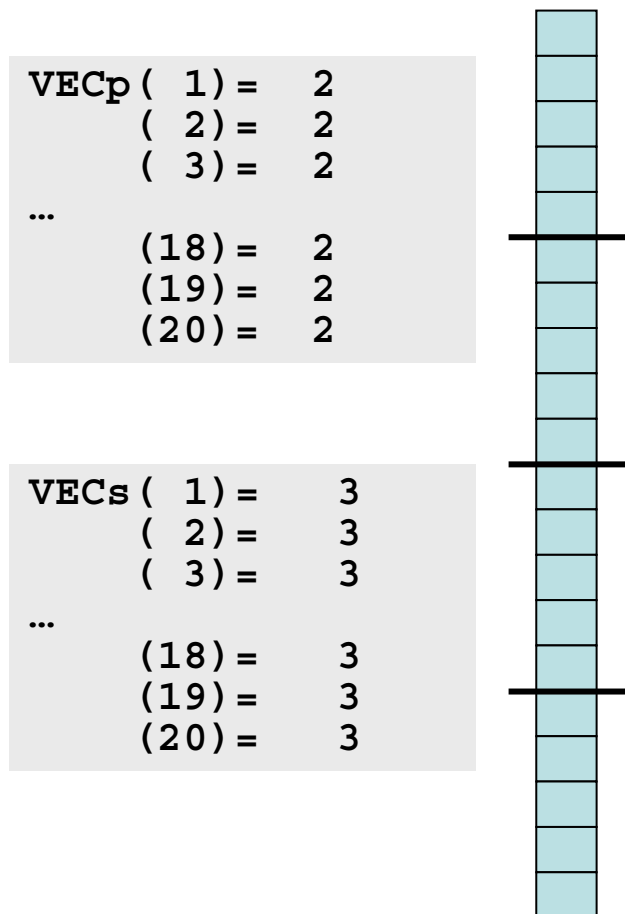 VECp( 1)= 2
( 2)= 2
( 3)= 2
…
(18)= 2
(19)= 2
(20)= 2
VECs( 1)= 3
( 2)= 3
( 3)= 3
…
(18)= 3
(19)= 3
(20)= 3